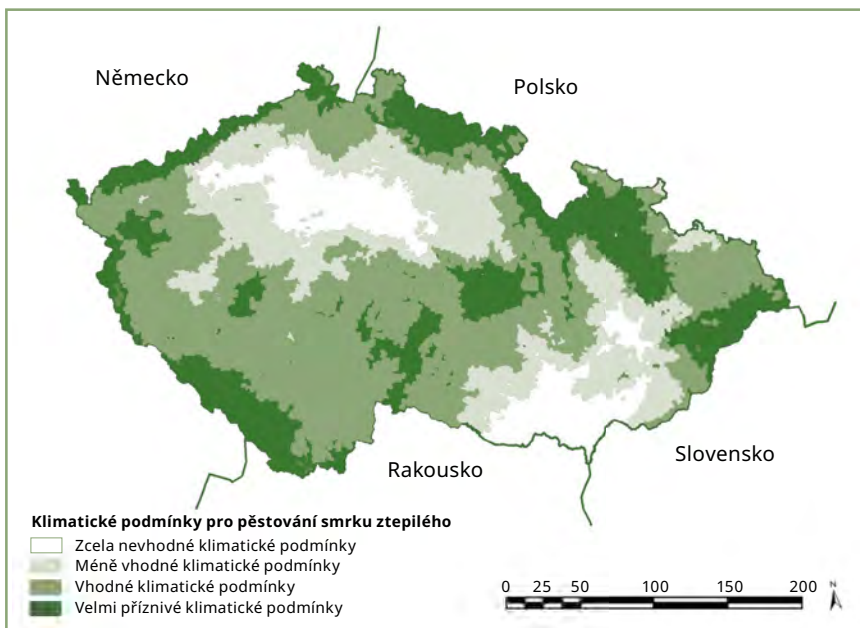 Německo
Polsko
Rakousko
Slovensko
Klimatické podmínky pro pěstování smrku ztepilého
Zcela nevhodné klimatické podmínky
Méně vhodné klimatické podmínky
Vhodné klimatické podmínky
Velmi příznivé klimatické podmínky
0 25 50 100 150 200
N